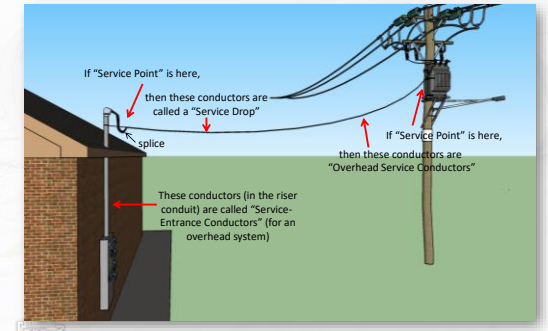 If “Service Point” is here,
then these conductors are
called a “Service Drop”
splice
If “Service Point” is here,
then these conductors are
“Overhead Service Conductors”
These conductors (in the riser
conduit) are called “Service-
Entrance Conductors” (for an
overhead system)